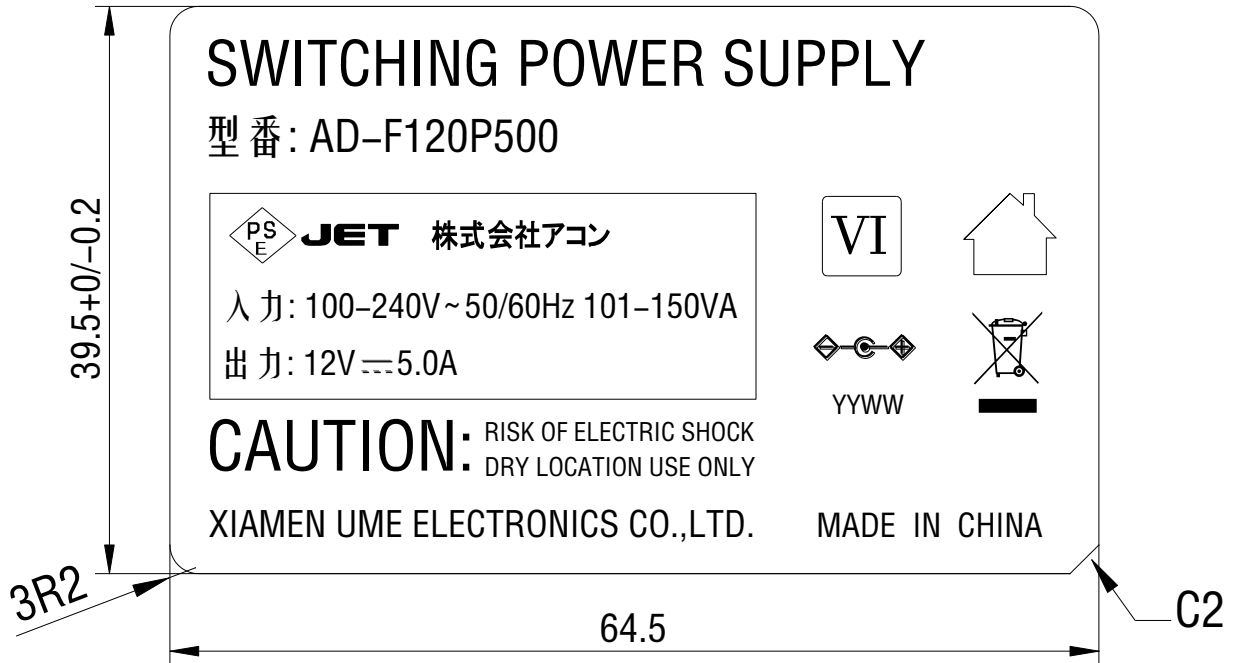 SWITCHING POWER SUPPLY
型番: AD-F120P500
PS
E
JET 株式会社アコン
入力: 100-240V~50/60Hz 101-150VA
出力: 12V⎓5.0A
VI
YYWW
CAUTION: RISK OF ELECTRIC SHOCK
DRY LOCATION USE ONLY
XIAMEN UME ELECTRONICS CO.,LTD. MADE IN CHINA
39.5+0/-0.2
3R2
64.5
C2